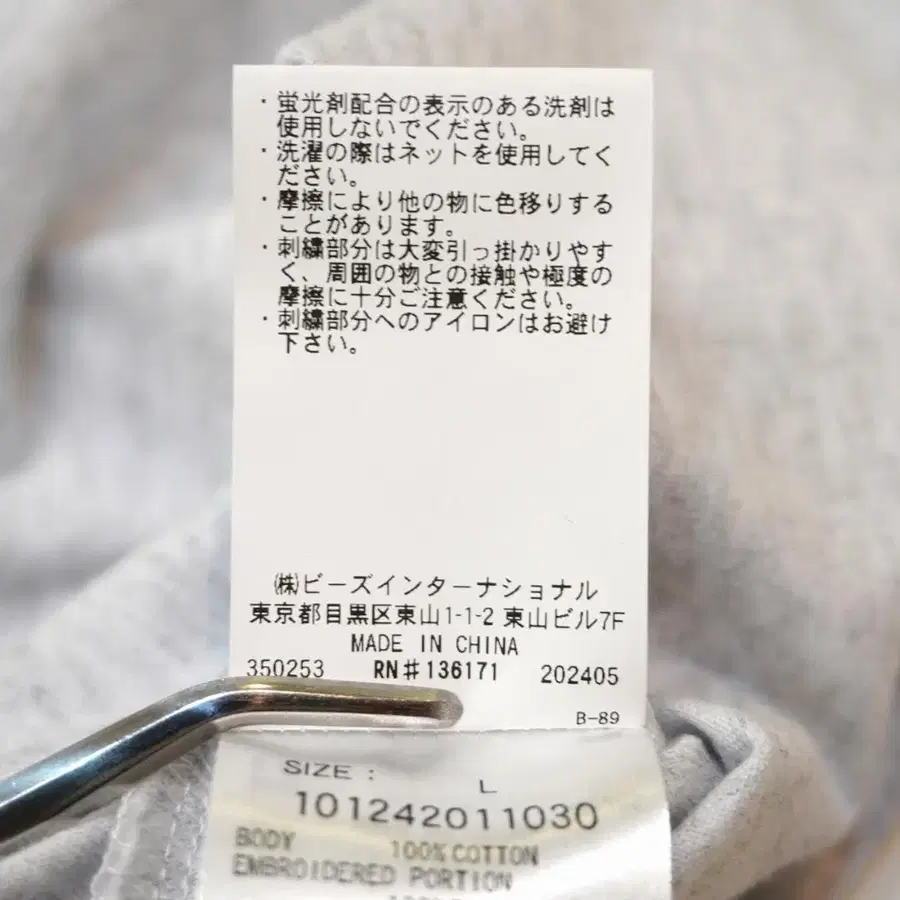 ・蛍光剤配合の表示のある洗剤は
使用しないでください。
・洗濯の際はネットを使用してく
ださい。
・摩擦により他の物に色移りする
ことがあります。
・刺繍部分は大変引っ掛かりやす
く、周囲の物との接触や極度の
摩擦に十分ご注意ください。
・刺繍部分へのアイロンはお避け
下さい。
㈱ビーズインターナショナル
東京都目黒区東山1-1-2 東山ビル7F
MADE IN CHINA
350253 RN#136171 202405
B-89
SIZE : L
101242011030
BODY 100%COTTON
EMBROIDERED PORTION